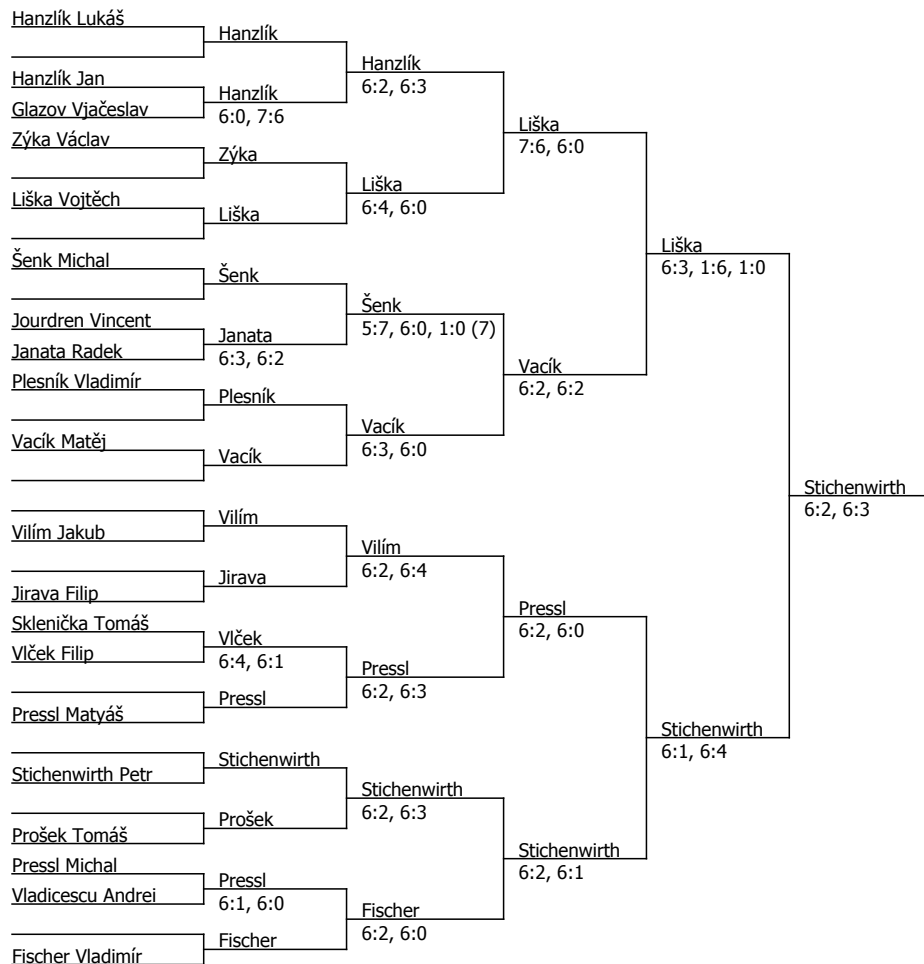 Hanzlík Lukáš
Hanzlík
Hanzlík
6:2, 6:3
Hanzlík Jan
Hanzlík
6:0, 7:6
Glazov Vjačeslav
Liška
7:6, 6:0
Zýka Václav
Zýka
Liška
6:4, 6:0
Liška Vojtěch
Liška
Liška
6:3, 1:6, 1:0
Šenk Michal
Šenk
Šenk
5:7, 6:0, 1:0 (7)
Jourdren Vincent
Janata
6:3, 6:2
Janata Radek
Vacík
6:2, 6:2
Plesník Vladimír
Plesník
Vacík
6:3, 6:0
Vacík Matěj
Vacík
Stichenwirth
6:2, 6:3
Vilím
Vilím Jakub
Vilím
6:2, 6:4
Jirava
Jirava Filip
Pressl
6:2, 6:0
Sklenička Tomáš
Vlček
6:4, 6:1
Vlček Filip
Pressl
6:2, 6:3
Pressl
Pressl Matyáš
Stichenwirth
6:1, 6:4
Stichenwirth
Stichenwirth Petr
Stichenwirth
6:2, 6:3
Prošek
Prošek Tomáš
Stichenwirth
6:2, 6:1
Pressl Michal
Pressl
6:1, 6:0
Vladicescu Andrei
Fischer
6:2, 6:0
Fischer
Fischer Vladimír